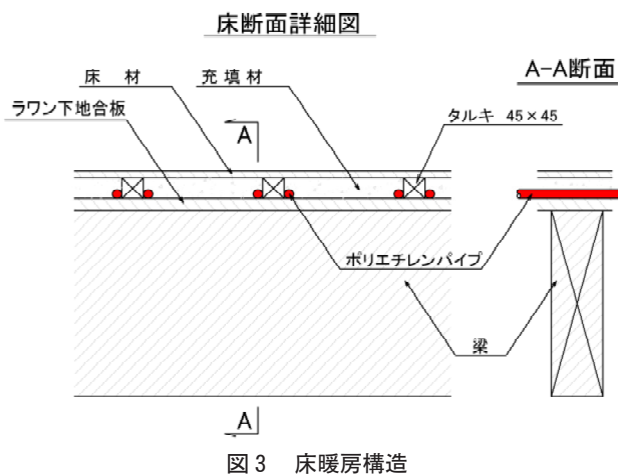 床断面詳細図
A-A断面
床 材
充 填 材
ラワン下地合板
A
タルキ 45×45
ポリエチレンパイプ
梁
A
図3 床暖房構造